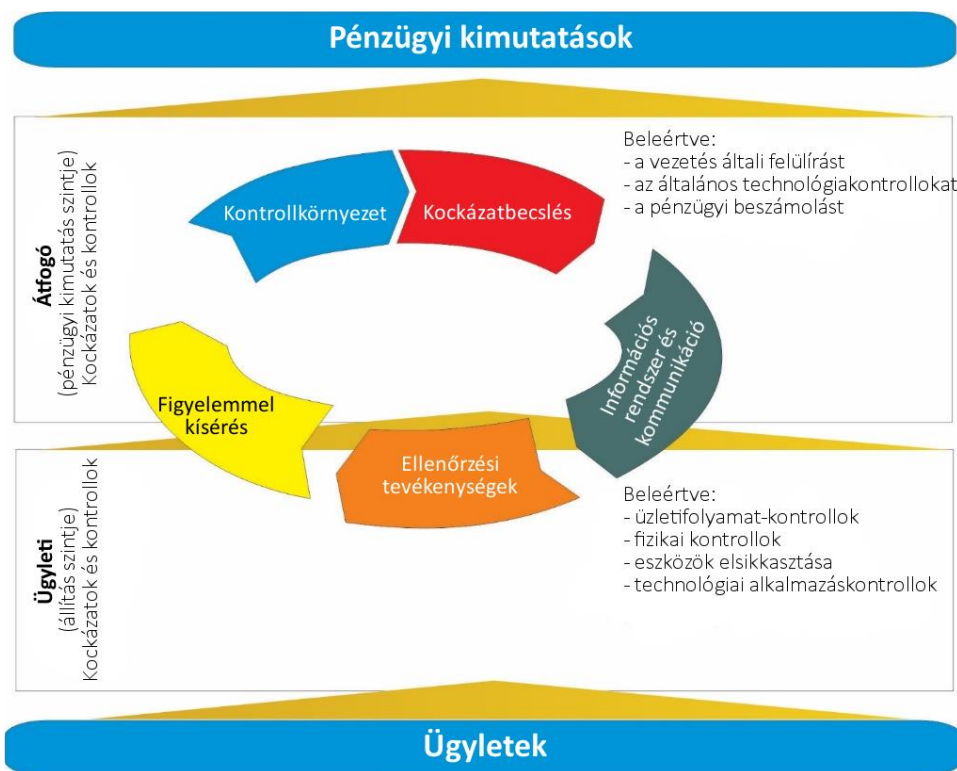 Pénzügyi kimutatások
Átfogó
(pénzügyi kimutatás szintje)
Kockázatok és kontrollok
Beleértve:
- a vezetés általi felülírást
- az általános technológiakontrollokat
- a pénzügyi beszámolást
Kontrollkörnyezet
Kockázatbecslés
Információs
rendszer és
kommunikáció
Figyelemmel
kísérés
Ellenőrzési
tevékenységek
Ügyleti
(állítás szintje)
Kockázatok és kontrollok
Beleértve:
- üzletifolyamat-kontrollok
- fizikai kontrollok
- eszközök elsikkasztása
- technológiai alkalmazáskontrollok
Ügyletek